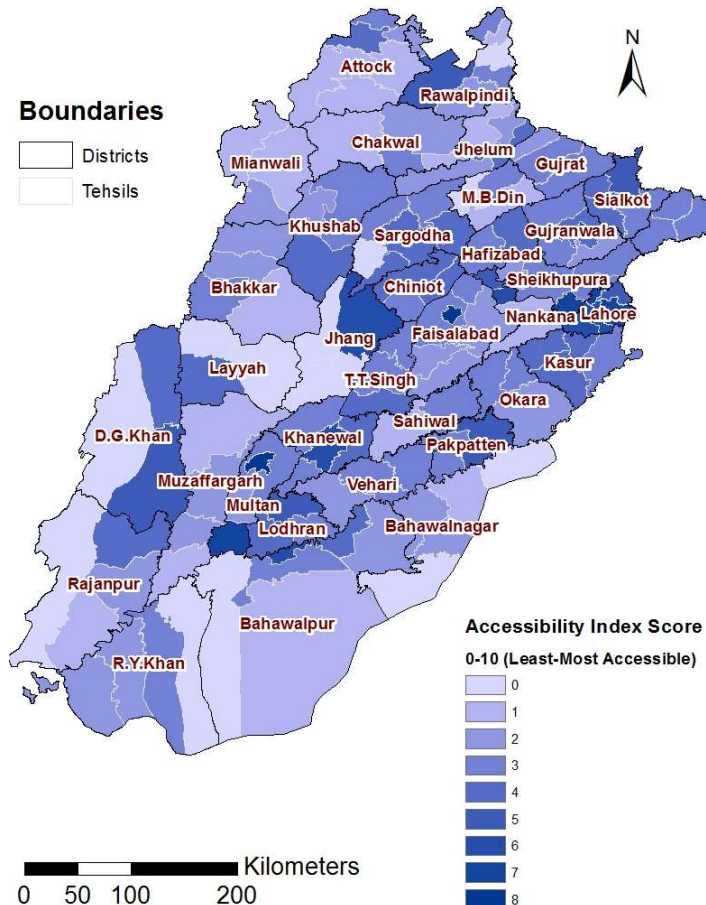 N
Boundaries
Districts
Tehsils
Attock
Rawalpindi
Chakwal
Jhelum
Mianwali
Gujrat
M.B.Din
Sialkot
Khushab
Sargodha
Gujranwala
Hafizabad
Bhakkar
Chiniot
Sheikhupura
Jhang
Faisalabad
Nankana
Lahore
Layyah
T.T.Singh
Kasur
Okara
D.G.Khan
Khanewal
Sahiwal
Pakpatten
Muzaffargarh
Vehari
Multan
Lodhran
Bahawalnagar
Rajanpur
Bahawalpur
R.Y.Khan
Accessibility Index Score
0-10 (Least-Most Accessible)
0
1
2
3
4
5
6
7
8
Kilometers
0 50 100 200